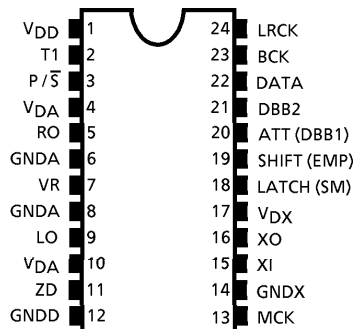 VDD 1 24 LRCK
T1 2 23 BCK
P/S̅ 3 22 DATA
VDA 4 21 DBB2
RO 5 20 ATT (DBB1)
GNDA 6 19 SHIFT (EMP)
VR 7 18 LATCH (SM)
GNDA 8 17 VDX
LO 9 16 XO
VDA 10 15 XI
ZD 11 14 GNDX
GNDD 12 13 MCK